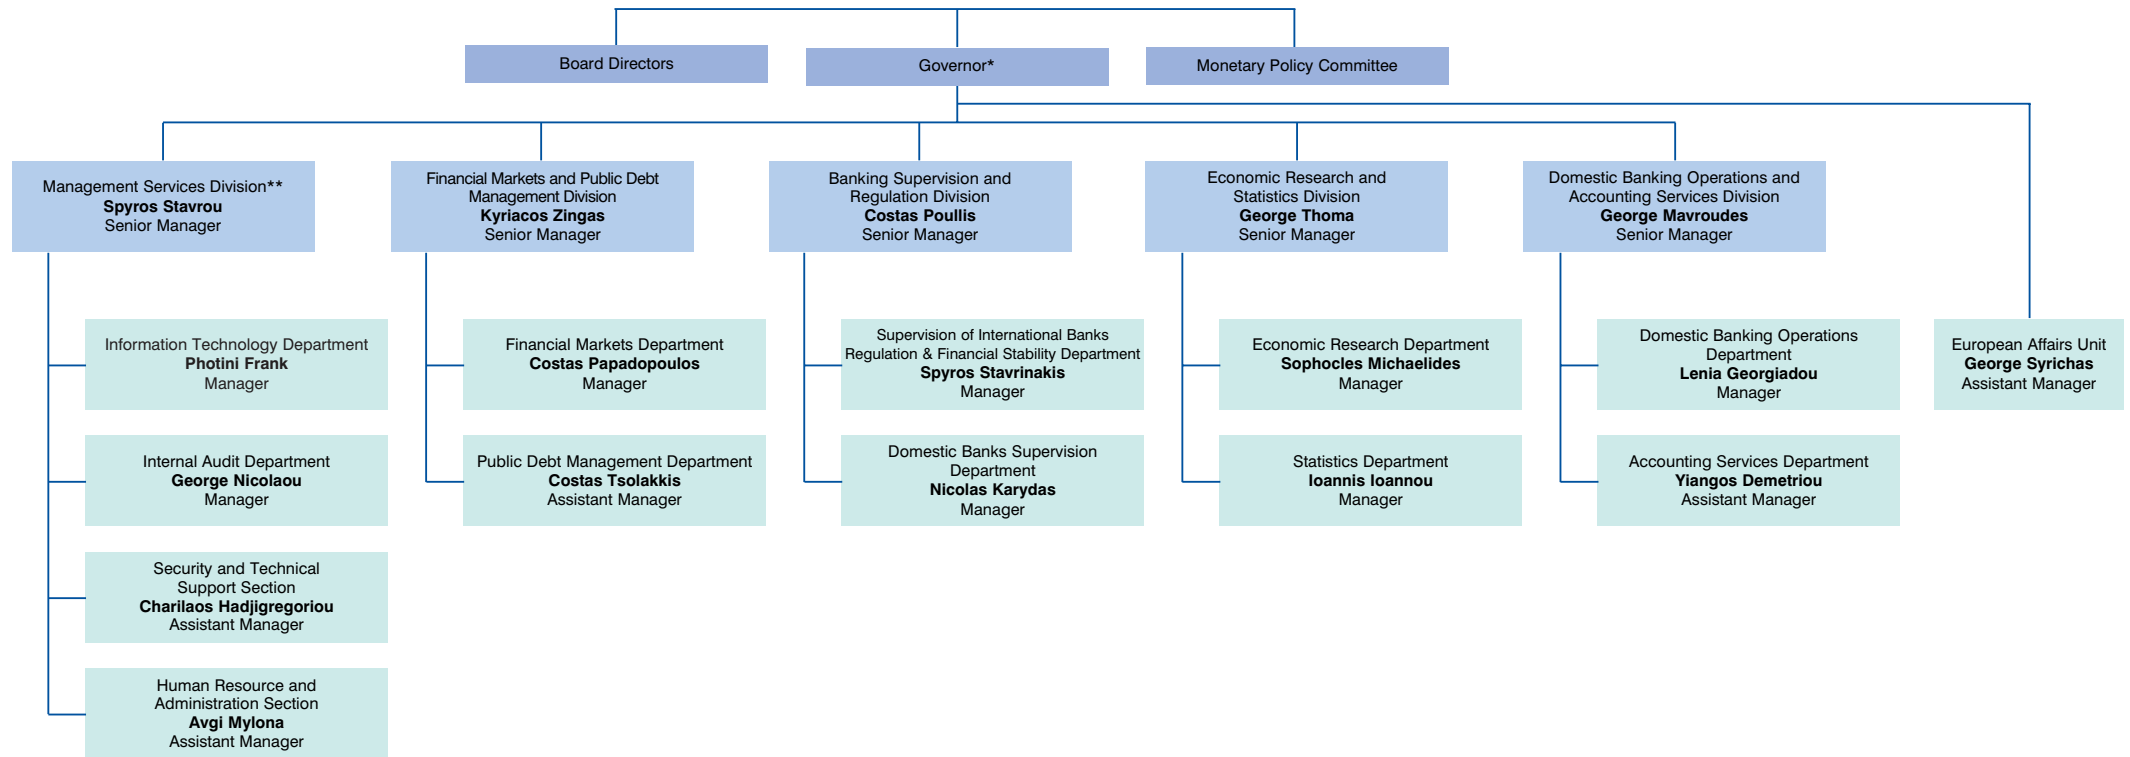 Board Directors
Governor*
Monetary Policy Committee
Management Services Division**
Spyros Stavrou
Senior Manager
Financial Markets and Public Debt
Management Division
Kyriacos Zingas
Senior Manager
Banking Supervision and
Regulation Division
Costas Poullis
Senior Manager
Economic Research and
Statistics Division
George Thoma
Senior Manager
Domestic Banking Operations and
Accounting Services Division
George Mavroudes
Senior Manager
Information Technology Department
Photini Frank
Manager
Financial Markets Department
Costas Papadopoulos
Manager
Supervision of International Banks
Regulation & Financial Stability Department
Spyros Stavrinakis
Manager
Economic Research Department
Sophocles Michaelides
Manager
Domestic Banking Operations
Department
Lenia Georgiadou
Manager
European Affairs Unit
George Syrichas
Assistant Manager
Internal Audit Department
George Nicolaou
Manager
Public Debt Management Department
Costas Tsolakkis
Assistant Manager
Domestic Banks Supervision
Department
Nicolas Karydas
Manager
Statistics Department
Ioannis Ioannou
Manager
Accounting Services Department
Yiangos Demetriou
Assistant Manager
Security and Technical
Support Section
Charilaos Hadjigregoriou
Assistant Manager
Human Resource and
Administration Section
Avgi Mylona
Assistant Manager